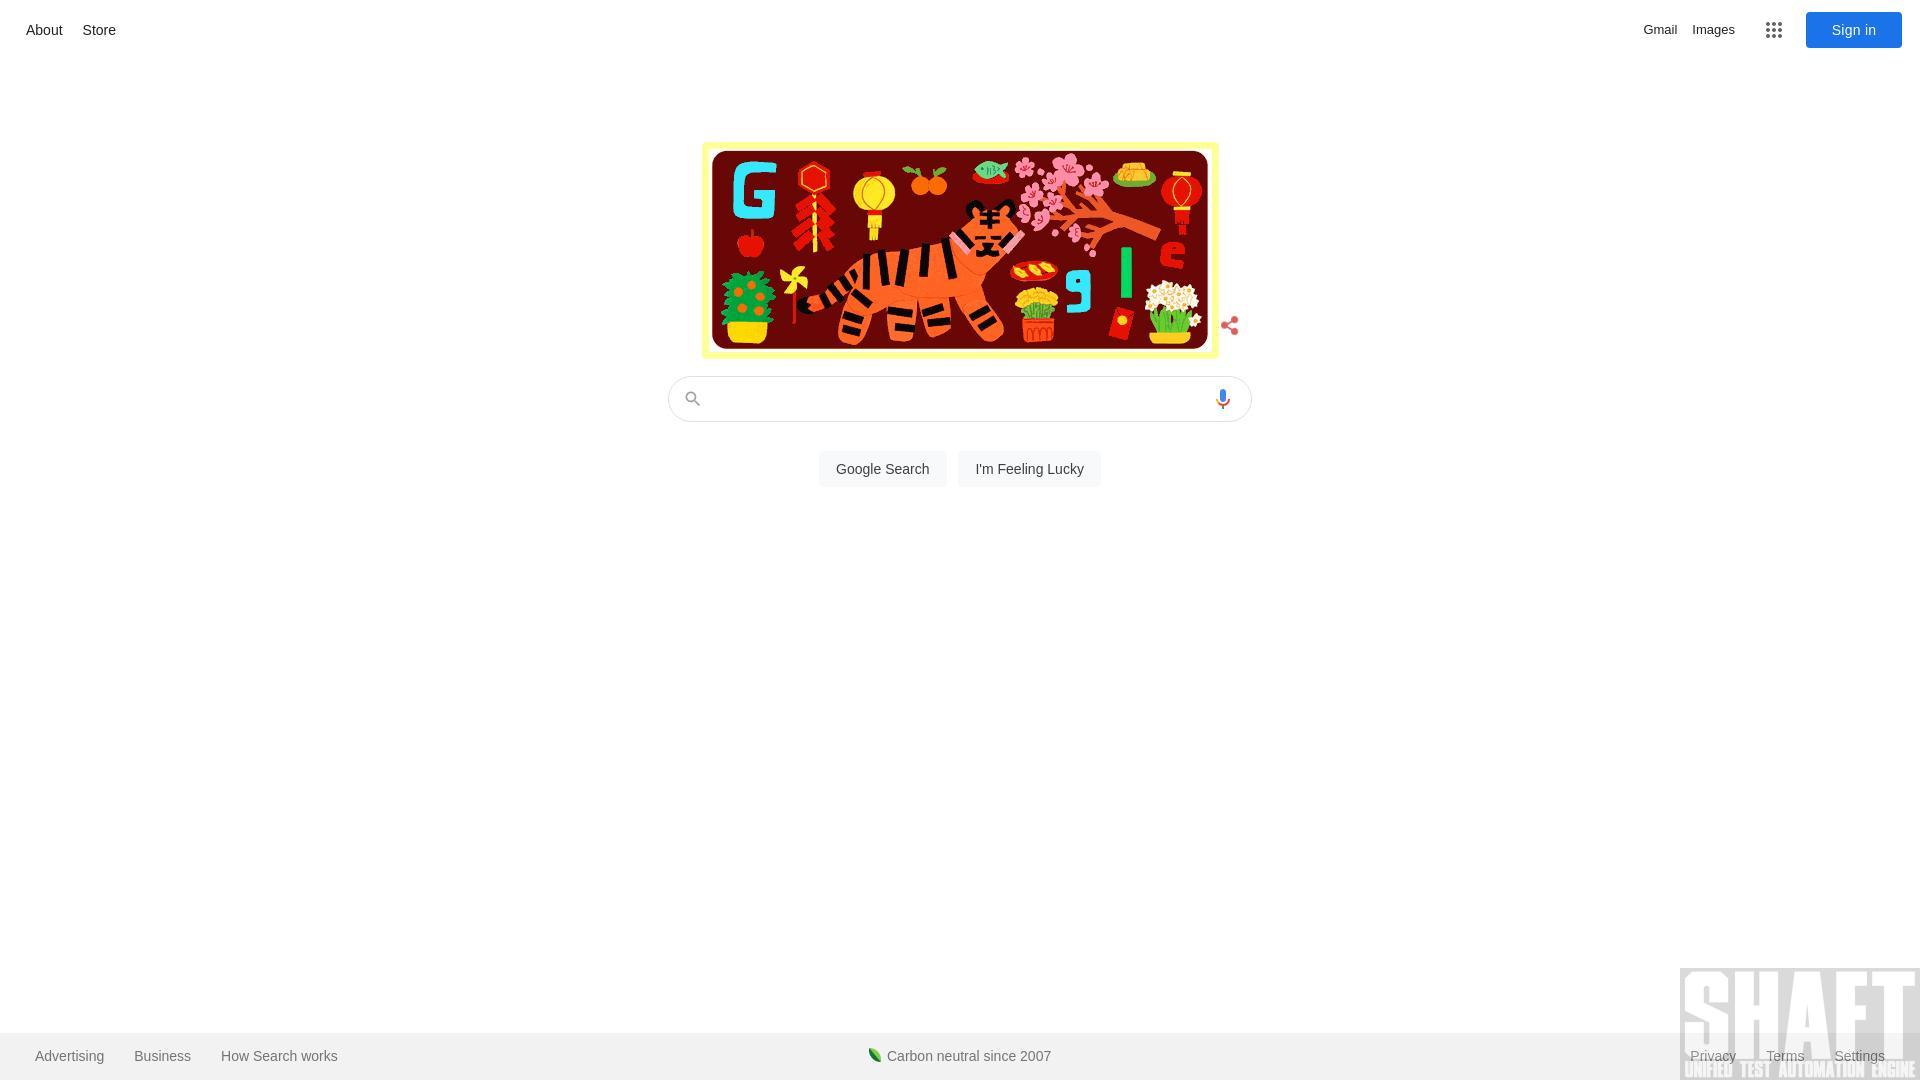 About Store
Gmail Images Sign in
G g l e
Google Search I'm Feeling Lucky
Advertising Business How Search works
Carbon neutral since 2007
Privacy Terms Settings
SHAFT
UNIFIED TEST AUTOMATION ENGINE